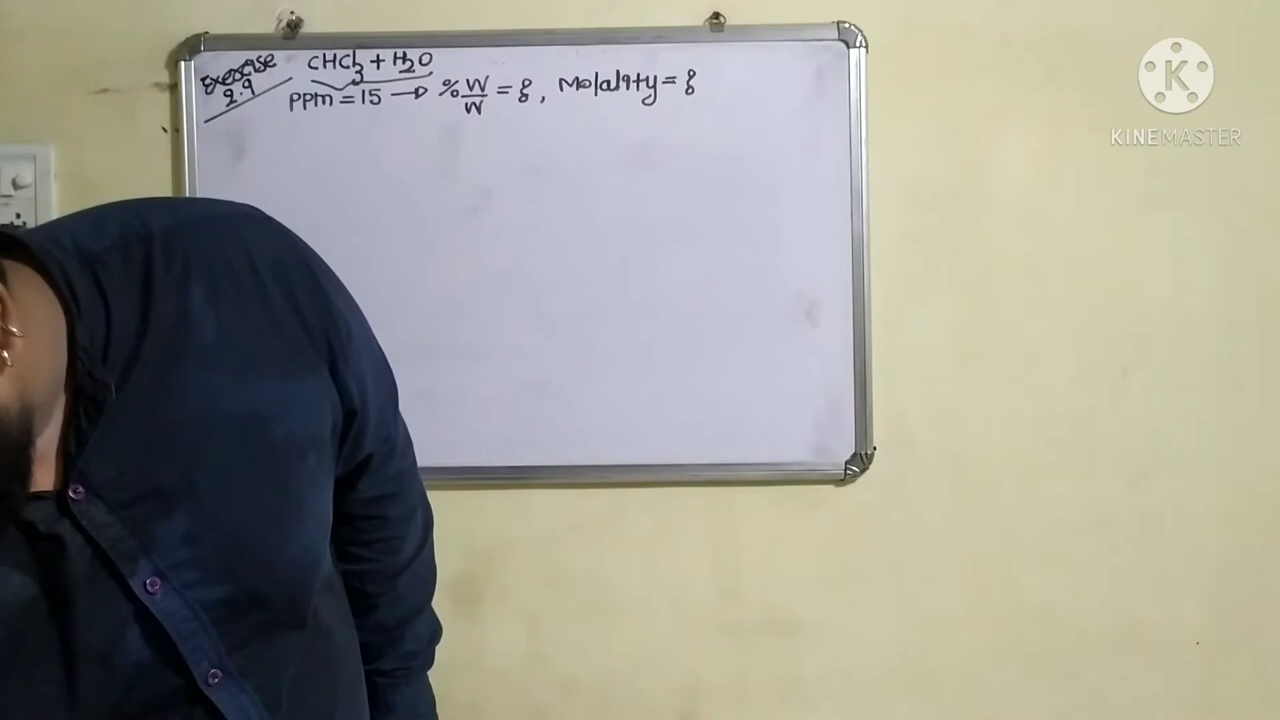 Exercise
2.9
CHCl3 + H2O
PPm = 15 → % W/W = ?, Molality = ?
K
KINEMASTER